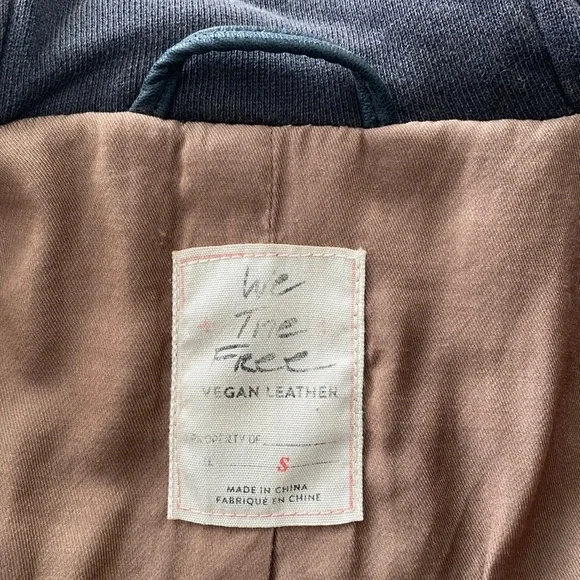 We
The
Free
VEGAN LEATHER
PROPERTY OF
S
MADE IN CHINA
FABRIQUÉ EN CHINE